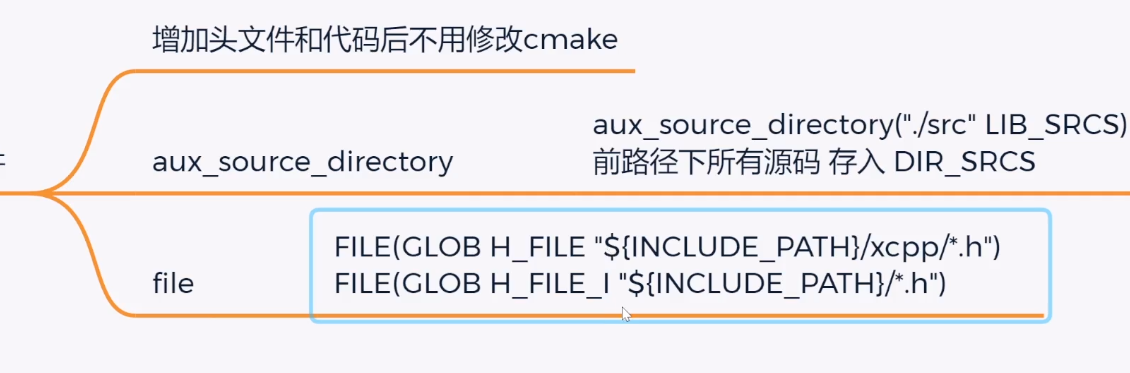 增加头文件和代码后不用修改cmake
aux_source_directory("./src" LIB_SRCS)
aux_source_directory
前路径下所有源码 存入 DIR_SRCS
FILE(GLOB H_FILE "${INCLUDE_PATH}/xcpp/*.h")
file
FILE(GLOB H_FILE_I "${INCLUDE_PATH}/*.h")